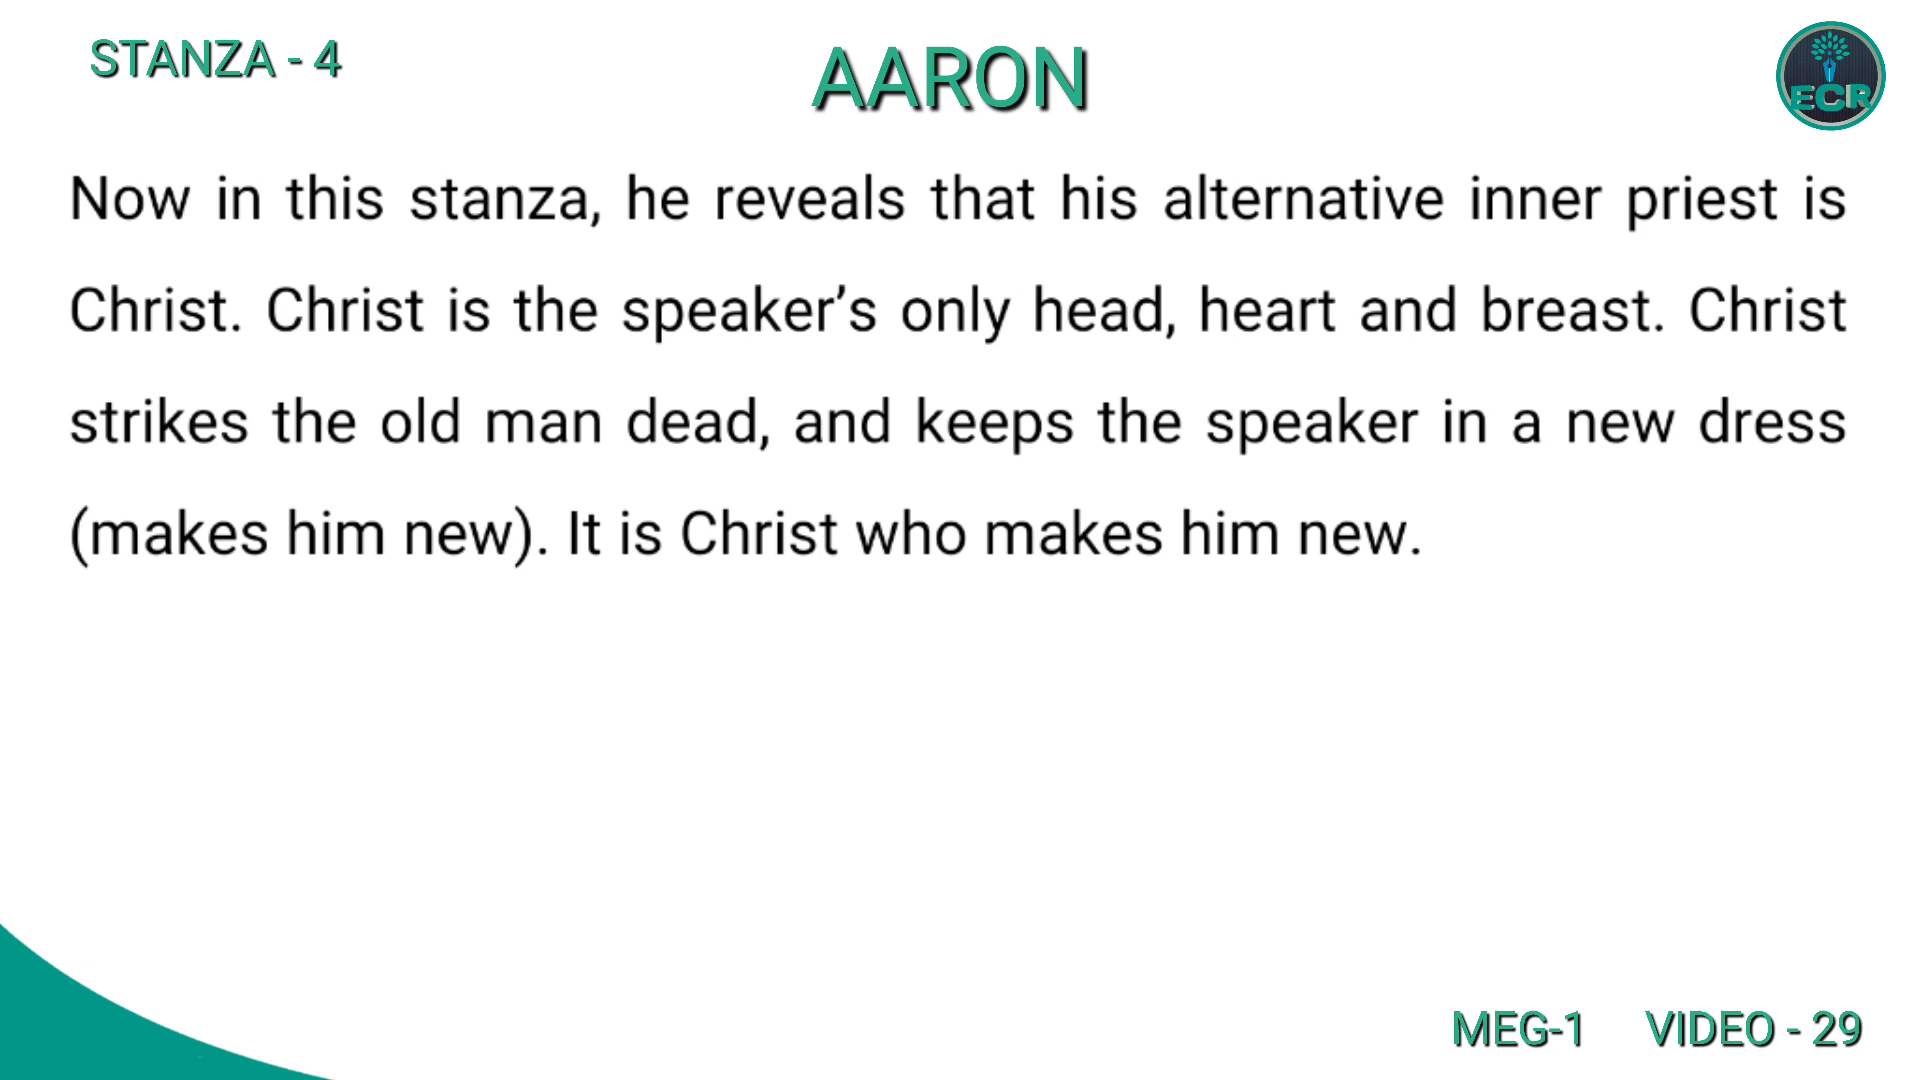 STANZA - 4
AARON
ECR
Now in this stanza, he reveals that his alternative inner priest is
Christ. Christ is the speaker’s only head, heart and breast. Christ
strikes the old man dead, and keeps the speaker in a new dress
(makes him new). It is Christ who makes him new.
MEG-1 VIDEO - 29